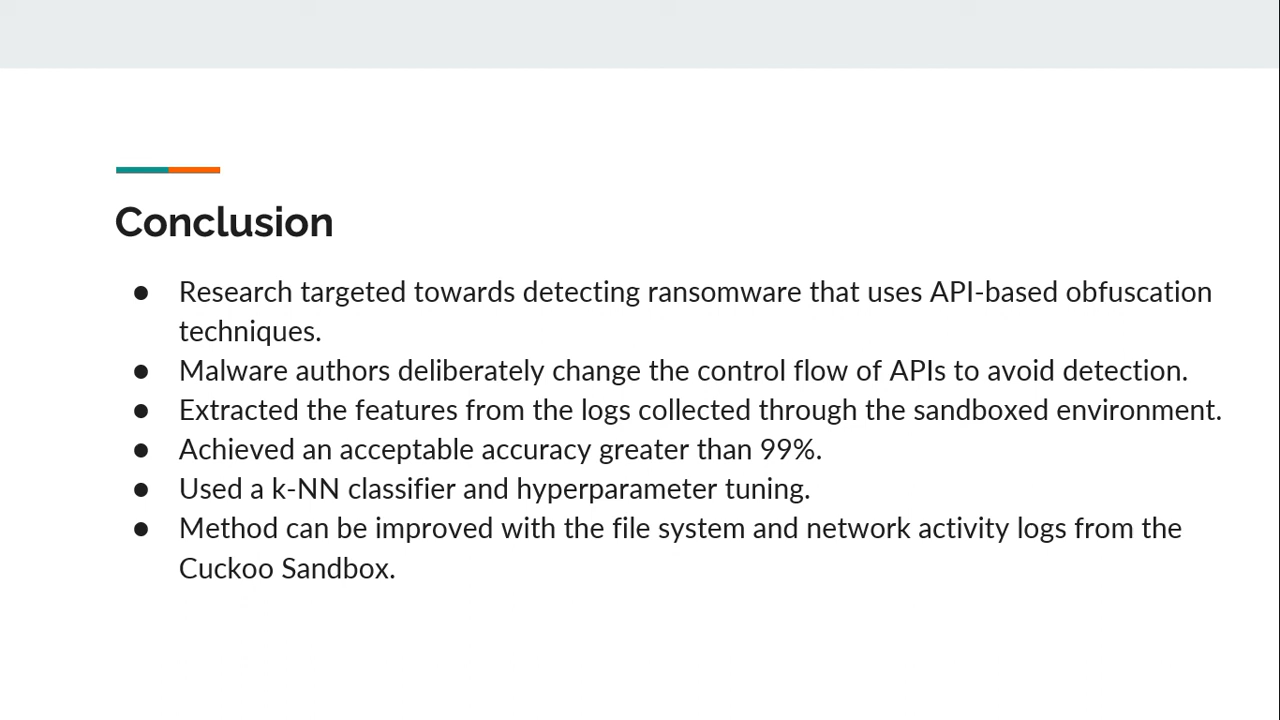 Conclusion
● Research targeted towards detecting ransomware that uses API-based obfuscation
techniques.
● Malware authors deliberately change the control flow of APIs to avoid detection.
● Extracted the features from the logs collected through the sandboxed environment.
● Achieved an acceptable accuracy greater than 99%.
● Used a k-NN classifier and hyperparameter tuning.
● Method can be improved with the file system and network activity logs from the
Cuckoo Sandbox.